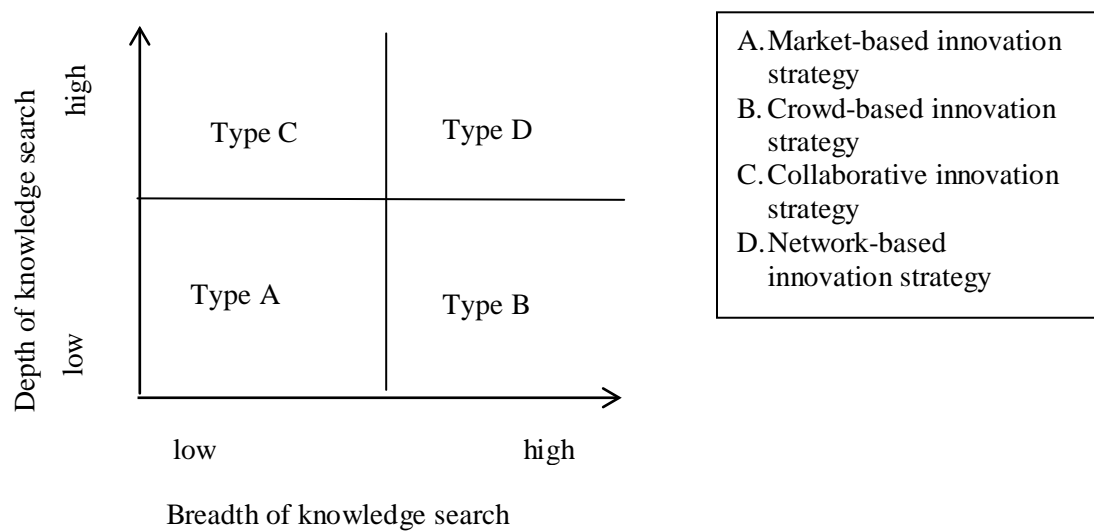 Depth of knowledge search
high
low
Type C
Type D
Type A
Type B
low
high
Breadth of knowledge search
A. Market-based innovation
strategy
B. Crowd-based innovation
strategy
C. Collaborative innovation
strategy
D. Network-based
innovation strategy